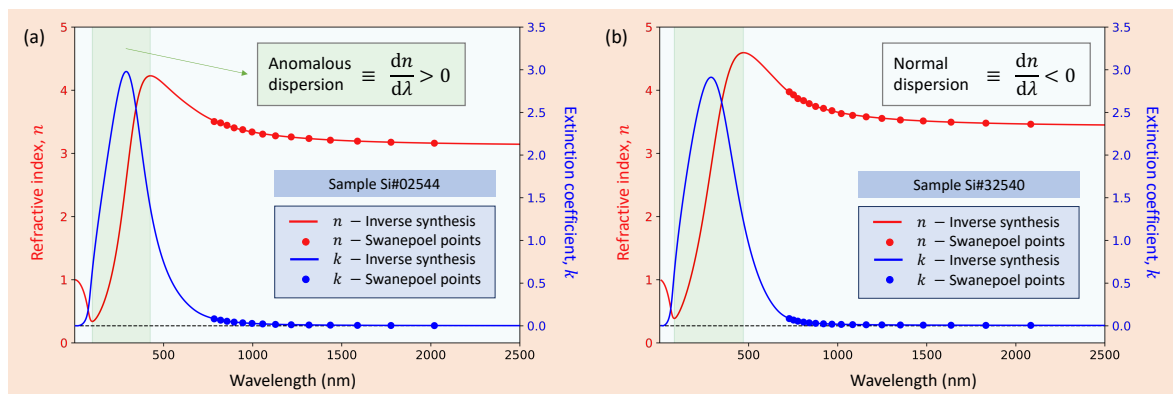 (a)
Anomalous dispersion ≡ dn/dλ > 0
Sample Si#02544
n − Inverse synthesis
n − Swanepoel points
k − Inverse synthesis
k − Swanepoel points
Refractive index, n
5
4
3
2
1
0
Extinction coefficient, k
3.5
3.0
2.5
2.0
1.5
1.0
0.5
0.0
500
1000
1500
2000
2500
Wavelength (nm)
(b)
Normal dispersion ≡ dn/dλ < 0
Sample Si#32540
n − Inverse synthesis
n − Swanepoel points
k − Inverse synthesis
k − Swanepoel points
Refractive index, n
5
4
3
2
1
0
Extinction coefficient, k
3.5
3.0
2.5
2.0
1.5
1.0
0.5
0.0
500
1000
1500
2000
2500
Wavelength (nm)